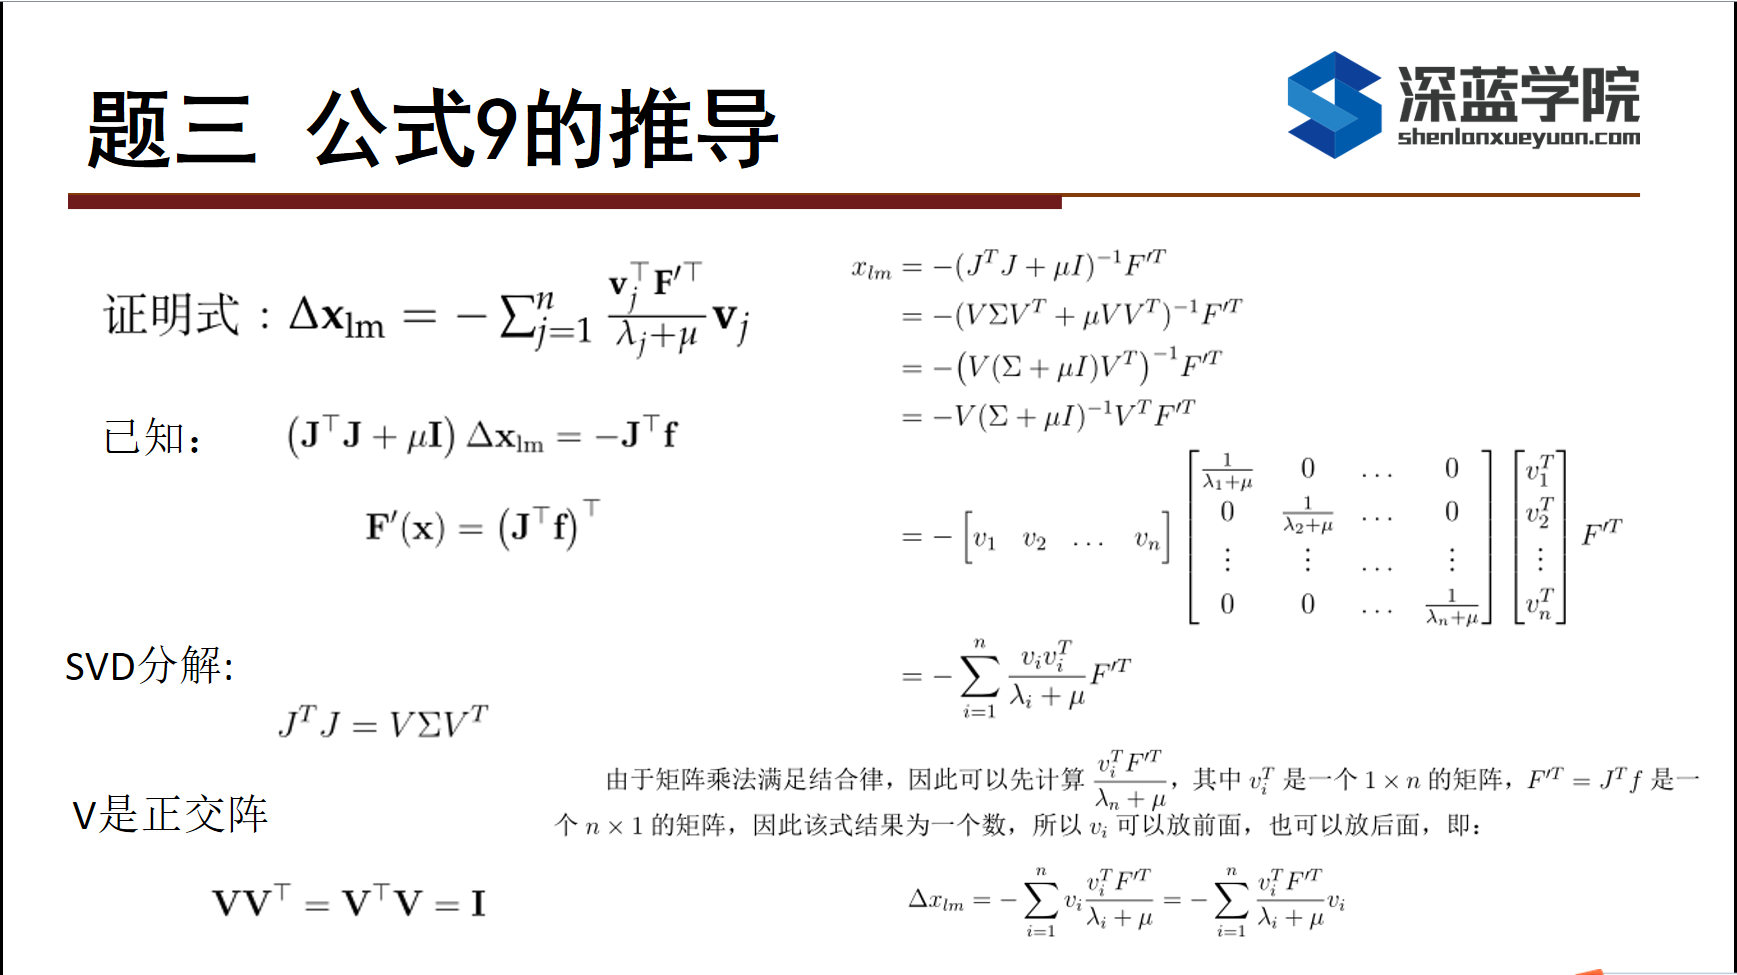 题三 公式9的推导
深蓝学院
shenlanxueyuan.com
证明式：$\Delta \mathbf{x}_{\mathrm{lm}} = -\sum_{j=1}^{n} \frac{\mathbf{v}_j^\top \mathbf{F}'^\top}{\lambda_j+\mu} \mathbf{v}_j$
已知： $\left(\mathbf{J}^\top \mathbf{J} + \mu \mathbf{I}\right) \Delta \mathbf{x}_{\mathrm{lm}} = -\mathbf{J}^\top \mathbf{f}$
$\mathbf{F}'(\mathbf{x}) = \left(\mathbf{J}^\top \mathbf{f}\right)^\top$
SVD分解:
$J^T J = V \Sigma V^T$
V是正交阵
$\mathbf{V}\mathbf{V}^\top = \mathbf{V}^\top \mathbf{V} = \mathbf{I}$
$x_{lm} = -(J^T J + \mu I)^{-1} F'^T$
$= -(V \Sigma V^T + \mu V V^T)^{-1} F'^T$
$= -\left(V(\Sigma + \mu I)V^T\right)^{-1} F'^T$
$= -V(\Sigma + \mu I)^{-1} V^T F'^T$
$= -\begin{bmatrix} v_1 & v_2 & \ldots & v_n \end{bmatrix} \begin{bmatrix} \frac{1}{\lambda_1+\mu} & 0 & \ldots & 0 \\ 0 & \frac{1}{\lambda_2+\mu} & \ldots & 0 \\ \vdots & \vdots & \ldots & \vdots \\ 0 & 0 & \ldots & \frac{1}{\lambda_n+\mu} \end{bmatrix} \begin{bmatrix} v_1^T \\ v_2^T \\ \vdots \\ v_n^T \end{bmatrix} F'^T$
$= -\sum_{i=1}^{n} \frac{v_i v_i^T}{\lambda_i + \mu} F'^T$
由于矩阵乘法满足结合律，因此可以先计算 $\frac{v_i^T F'^T}{\lambda_n + \mu}$，其中 $v_i^T$ 是一个 $1 \times n$ 的矩阵，$F'^T = J^T f$ 是一
个 $n \times 1$ 的矩阵，因此该式结果为一个数，所以 $v_i$ 可以放前面，也可以放后面，即：
$\Delta x_{lm} = -\sum_{i=1}^{n} v_i \frac{v_i^T F'^T}{\lambda_i + \mu} = -\sum_{i=1}^{n} \frac{v_i^T F'^T}{\lambda_i + \mu} v_i$